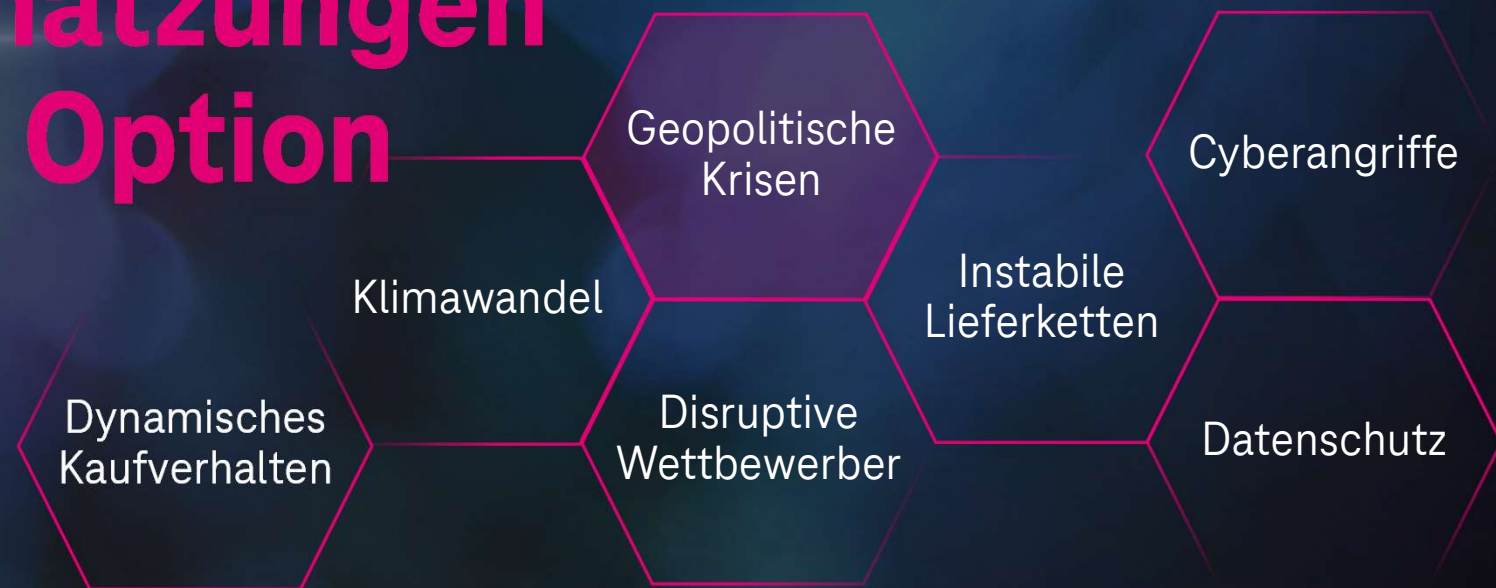 Option
Geopolitische
Krisen
Cyberangriffe
Klimawandel
Instabile
Lieferketten
Dynamisches
Kaufverhalten
Disruptive
Wettbewerber
Datenschutz